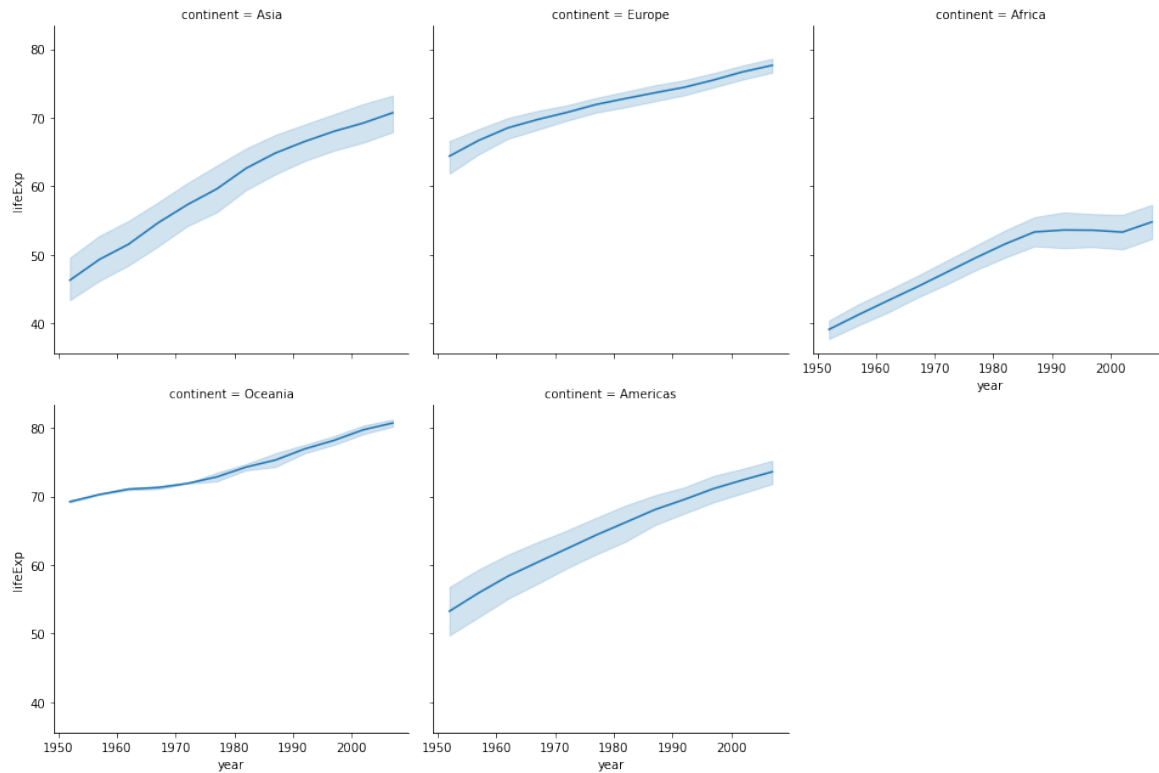 continent = Asia
continent = Europe
continent = Africa
lifeExp
80
70
60
50
40
1950 1960 1970 1980 1990 2000
year
continent = Oceania
continent = Americas
lifeExp
80
70
60
50
40
1950 1960 1970 1980 1990 2000
year
1950 1960 1970 1980 1990 2000
year